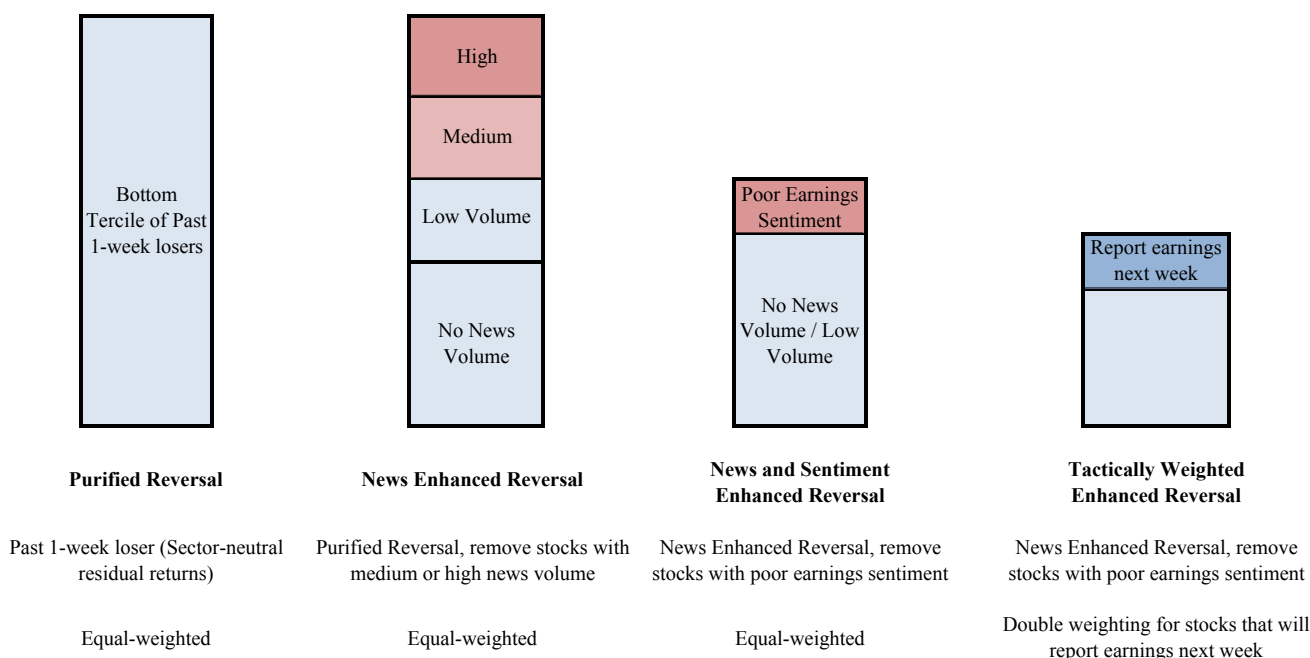 Bottom
Tercile of Past
1-week losers
High
Medium
Low Volume
No News
Volume
Poor Earnings
Sentiment
No News
Volume / Low
Volume
Report earnings
next week
Purified Reversal
News Enhanced Reversal
News and Sentiment
Enhanced Reversal
Tactically Weighted
Enhanced Reversal
Past 1-week loser (Sector-neutral
residual returns)
Purified Reversal, remove stocks with
medium or high news volume
News Enhanced Reversal, remove
stocks with poor earnings sentiment
News Enhanced Reversal, remove
stocks with poor earnings sentiment
Equal-weighted
Equal-weighted
Equal-weighted
Double weighting for stocks that will
report earnings next week